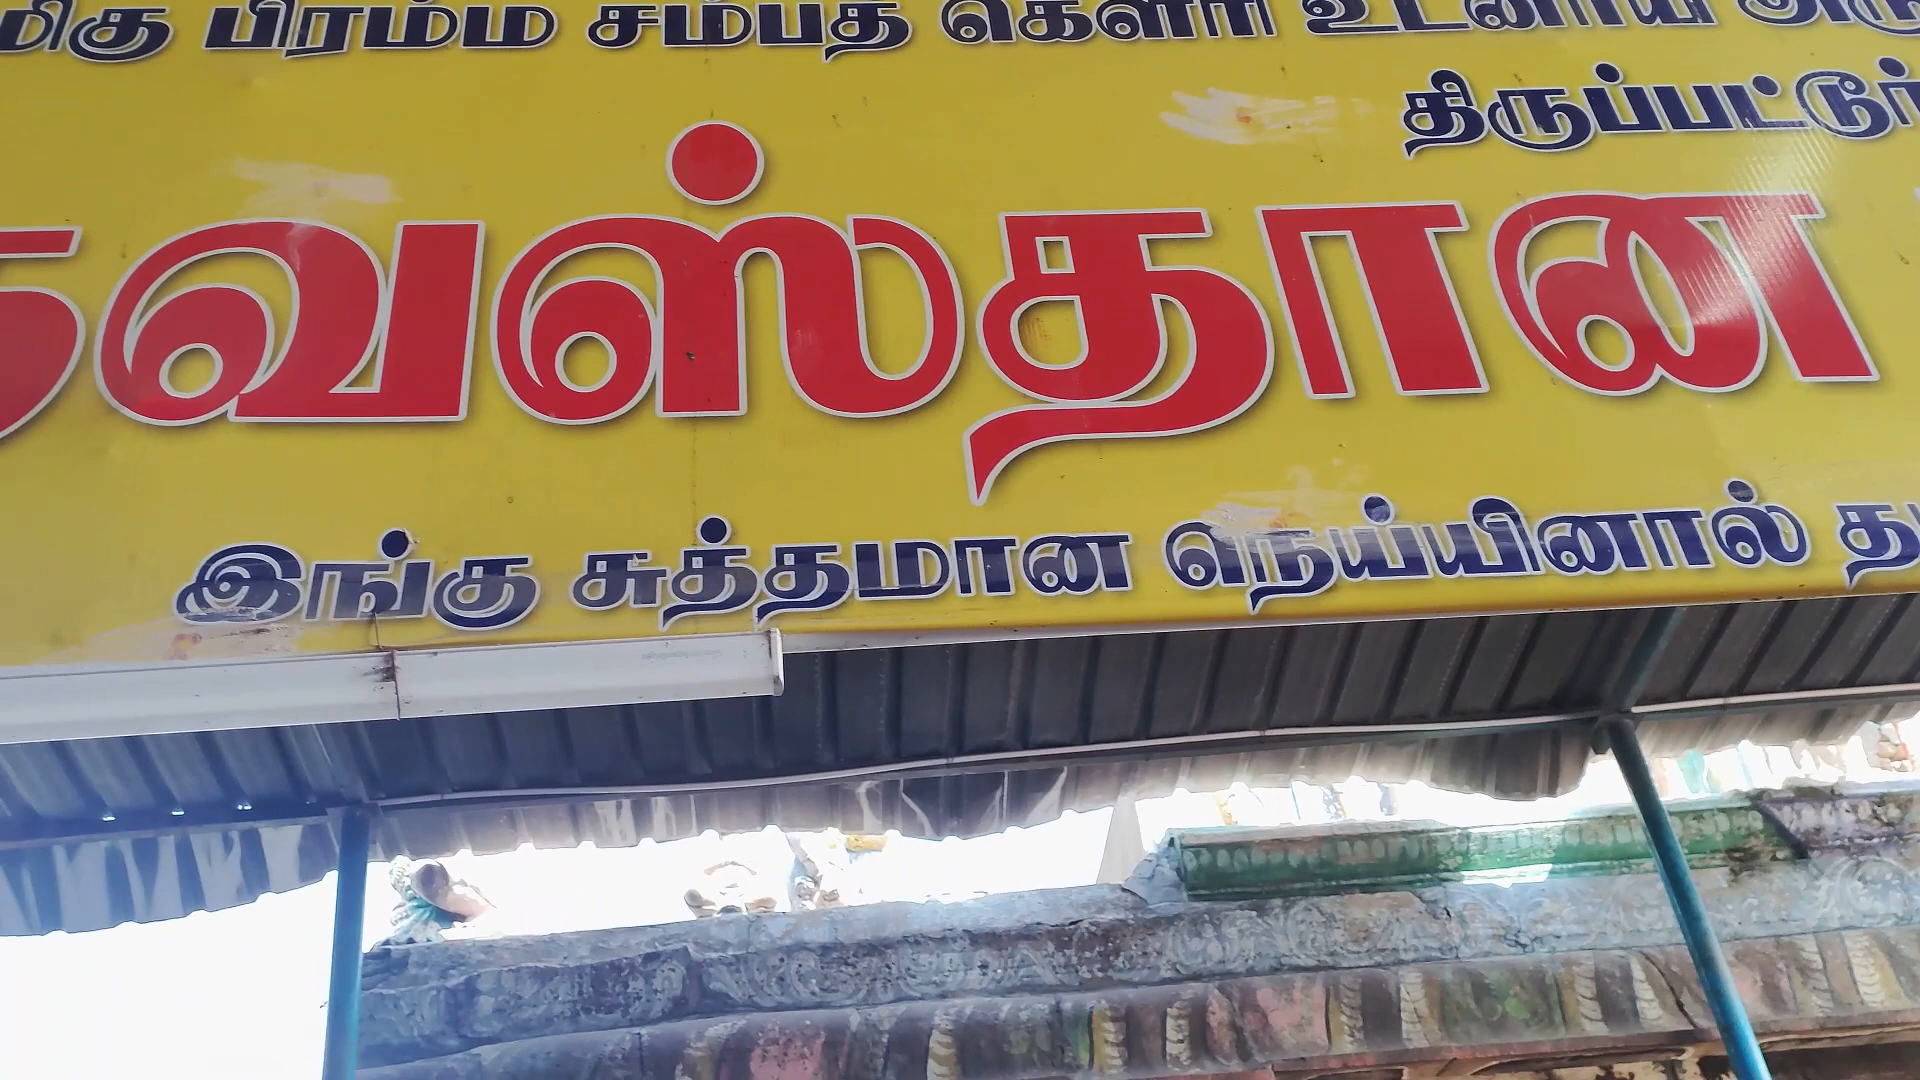 பிரம்ம சம்பத் கௌரி உடனாய
திருப்பட்டூர்
தேவஸ்தான
இங்கு சுத்தமான நெய்யினால்